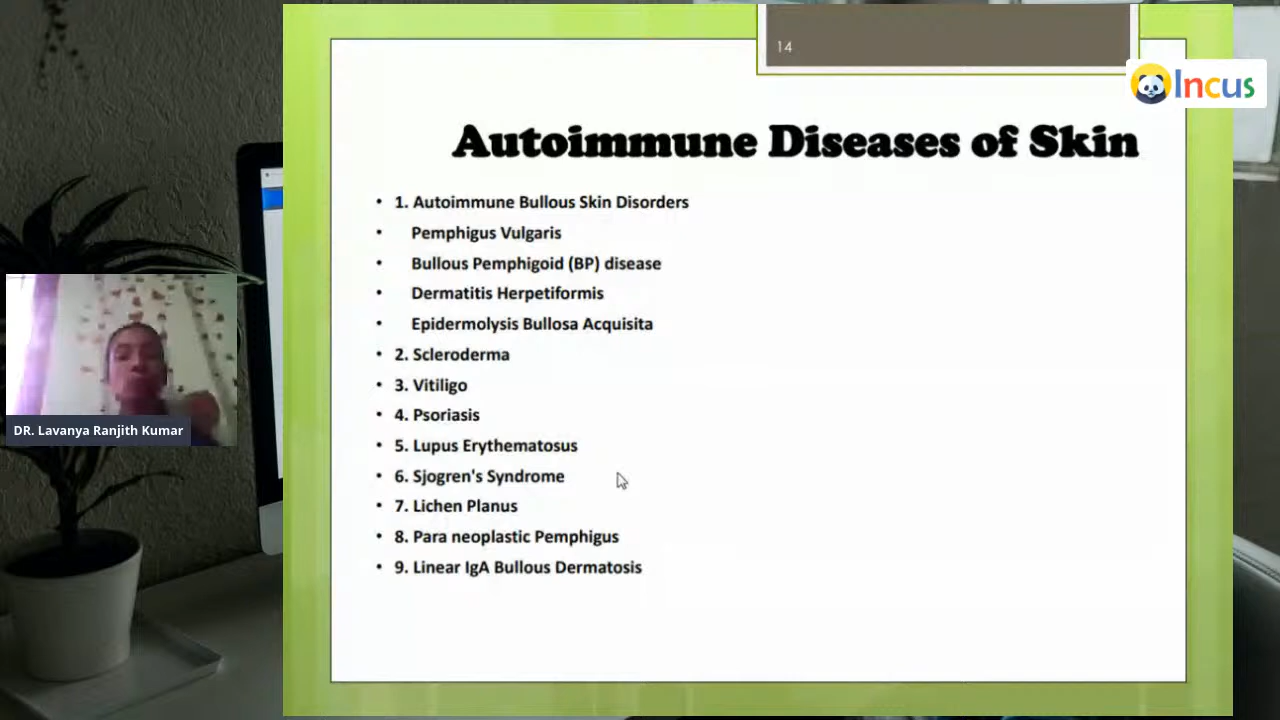 14
Incus
Autoimmune Diseases of Skin
• 1. Autoimmune Bullous Skin Disorders
• Pemphigus Vulgaris
• Bullous Pemphigoid (BP) disease
• Dermatitis Herpetiformis
• Epidermolysis Bullosa Acquisita
• 2. Scleroderma
• 3. Vitiligo
• 4. Psoriasis
• 5. Lupus Erythematosus
• 6. Sjogren's Syndrome
• 7. Lichen Planus
• 8. Para neoplastic Pemphigus
• 9. Linear IgA Bullous Dermatosis
DR. Lavanya Ranjith Kumar